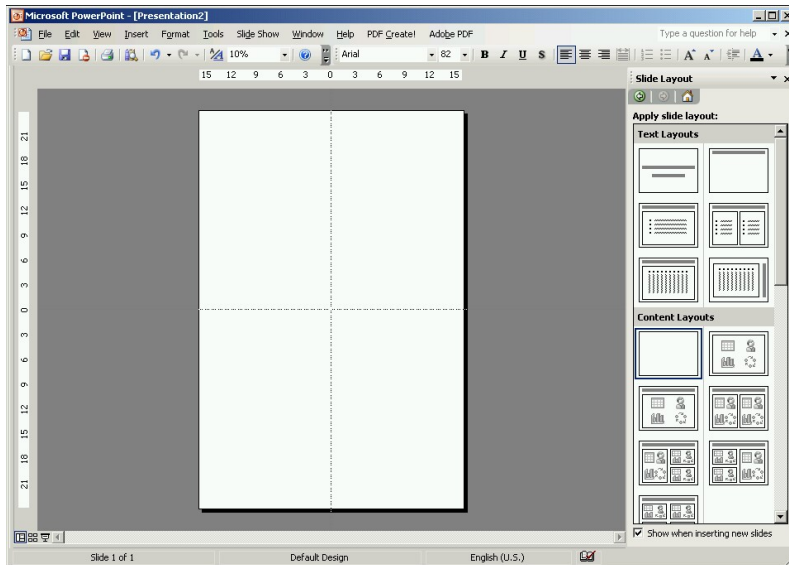 Microsoft PowerPoint - [Presentation2]
File Edit View Insert Format Tools Slide Show Window Help PDF Create! Adobe PDF Type a question for help
10% Arial 82 B I U S A A A
15 12 9 6 3 0 3 6 9 12 15
Slide Layout
Apply slide layout:
Text Layouts
21
18
15
12
9
6
3
0
3
6
9
12
15
18
21
Content Layouts
Show when inserting new slides
Slide 1 of 1 Default Design English (U.S.)